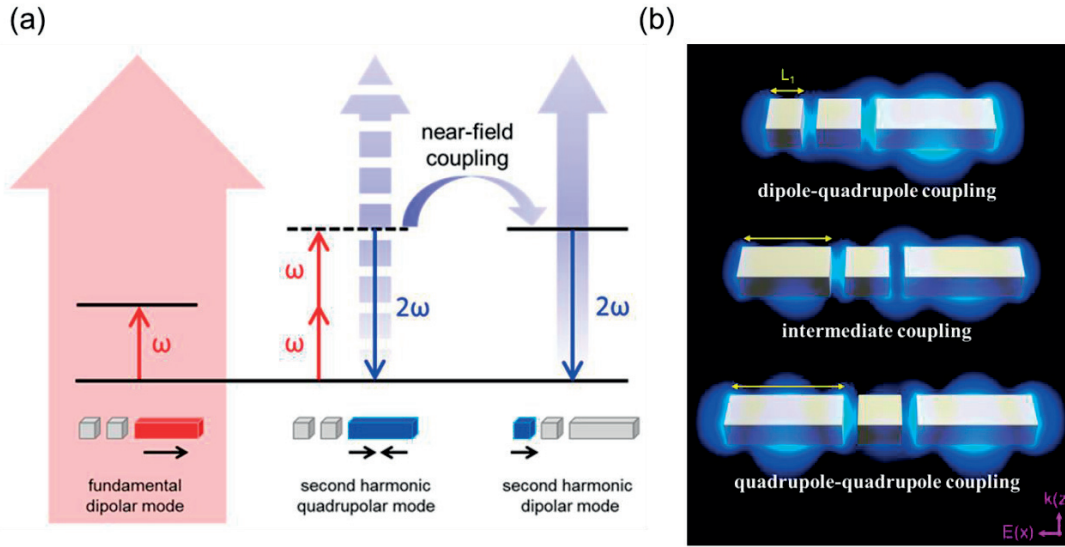 (a)
(b)
L₁
near-field
coupling
dipole-quadrupole coupling
ω
2ω
2ω
ω
ω
intermediate coupling
fundamental
dipolar mode
second harmonic
quadrupolar mode
second harmonic
dipolar mode
quadrupole-quadrupole coupling
k(z
E(x)